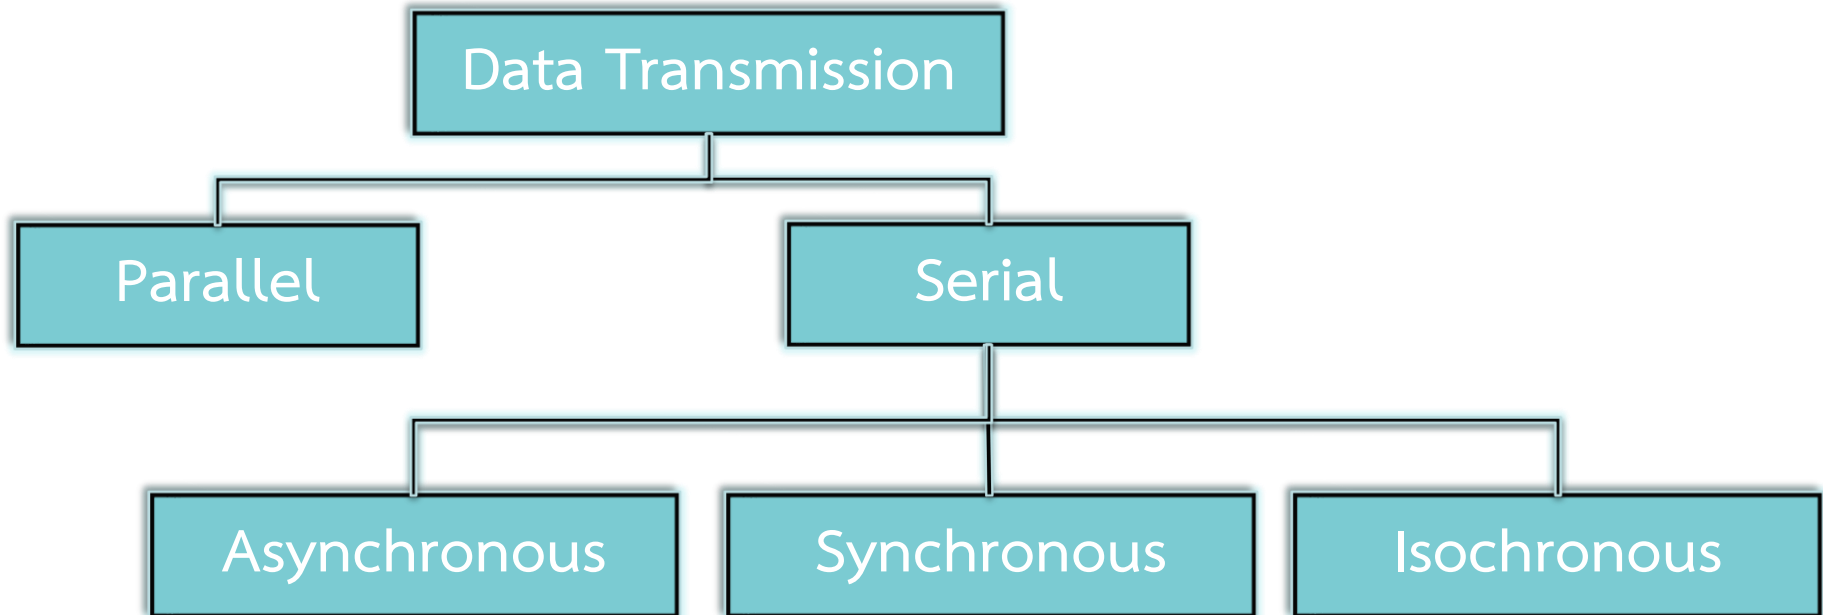 Data Transmission
Parallel
Serial
Asynchronous
Synchronous
Isochronous